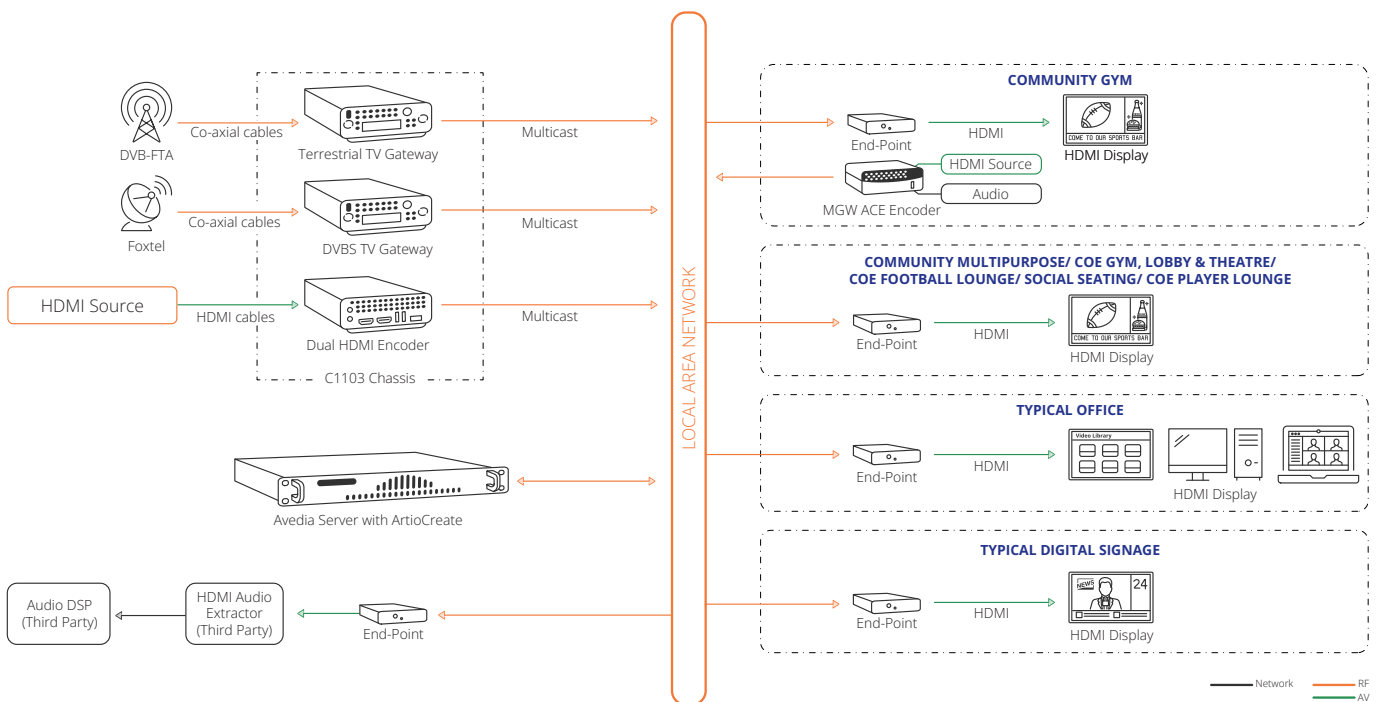 DVB-FTA
Co-axial cables
Terrestrial TV Gateway
Multicast
Foxtel
Co-axial cables
DVBS TV Gateway
Multicast
HDMI Source
HDMI cables
Dual HDMI Encoder
Multicast
C1103 Chassis
Avedia Server with ArtioCreate
Audio DSP
(Third Party)
HDMI Audio
Extractor
(Third Party)
End-Point
LOCAL AREA NETWORK
COMMUNITY GYM
End-Point
HDMI
COME TO OUR SPORTS BAR
HDMI Display
MGW ACE Encoder
HDMI Source
Audio
COMMUNITY MULTIPURPOSE/ COE GYM, LOBBY & THEATRE/
COE FOOTBALL LOUNGE/ SOCIAL SEATING/ COE PLAYER LOUNGE
End-Point
HDMI
COME TO OUR SPORTS BAR
HDMI Display
TYPICAL OFFICE
End-Point
HDMI
Video Library
HDMI Display
TYPICAL DIGITAL SIGNAGE
End-Point
HDMI
NEWS
24
HDMI Display
Network
RF
AV